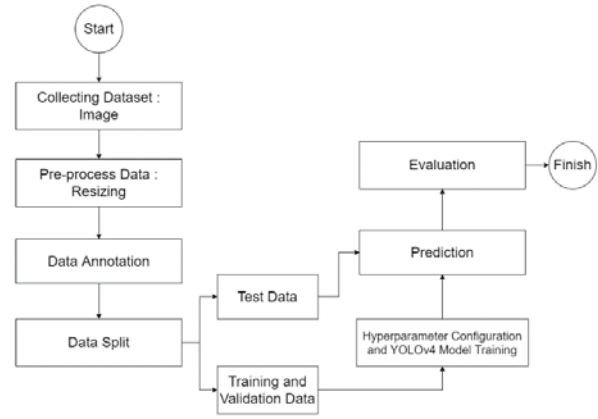 Start
Collecting Dataset :
Image
Pre-process Data :
Resizing
Data Annotation
Data Split
Test Data
Training and
Validation Data
Hyperparameter Configuration
and YOLOv4 Model Training
Prediction
Evaluation
Finish